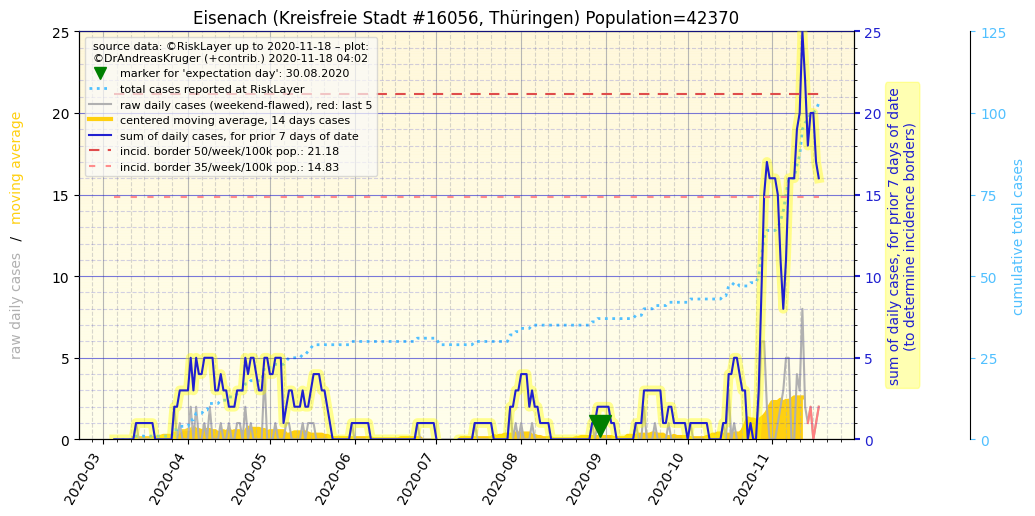 Eisenach (Kreisfreie Stadt #16056, Thüringen) Population=42370
source data: ©RiskLayer up to 2020-11-18 – plot:
©DrAndreasKruger (+contrib.) 2020-11-18 04:02
marker for 'expectation day': 30.08.2020
total cases reported at RiskLayer
raw daily cases (weekend-flawed), red: last 5
centered moving average, 14 days cases
sum of daily cases, for prior 7 days of date
incid. border 50/week/100k pop.: 21.18
incid. border 35/week/100k pop.: 14.83
raw daily cases / moving average
25
20
15
10
5
0
25
20
15
10
5
0
sum of daily cases, for prior 7 days of date
(to determine incidence borders)
125
100
75
50
25
0
cumulative total cases
2020-03
2020-04
2020-05
2020-06
2020-07
2020-08
2020-09
2020-10
2020-11